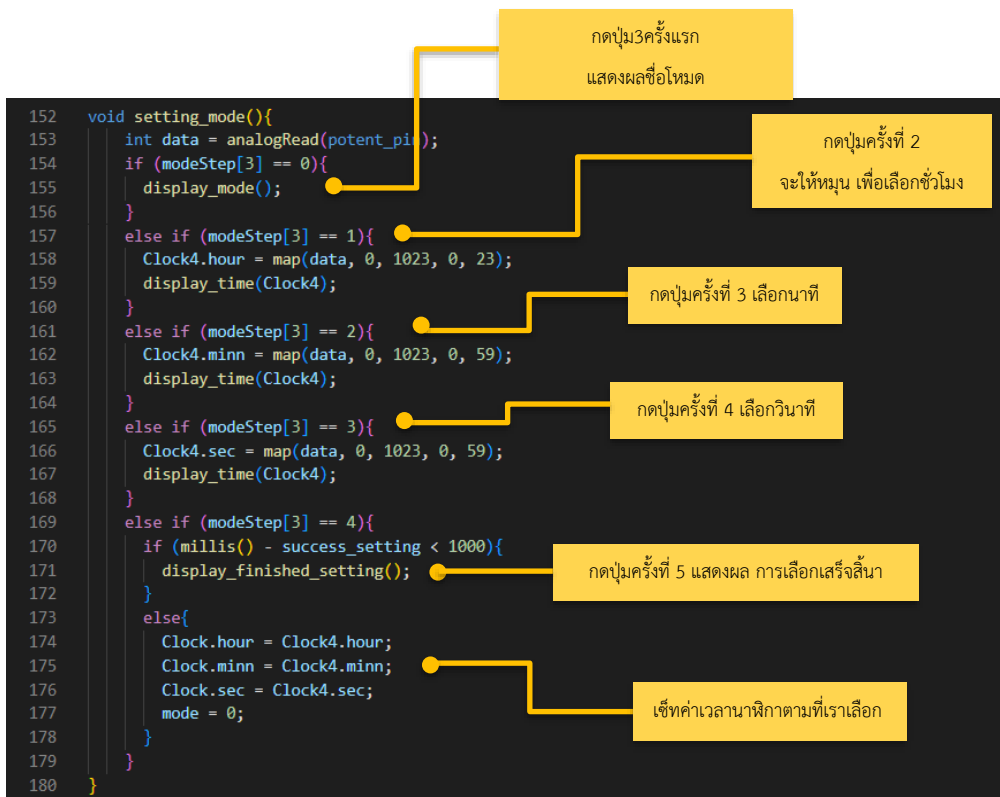 กดปุ่ม3ครั้งแรก
แสดงผลชื่อโหมด
152 void setting_mode(){
153 int data = analogRead(potent_pin);
154 if (modeStep[3] == 0){
155 display_mode();
156 }
กดปุ่มครั้งที่ 2
จะให้หมุน เพื่อเลือกชั่วโมง
157 else if (modeStep[3] == 1){
158 Clock4.hour = map(data, 0, 1023, 0, 23);
159 display_time(Clock4);
160 }
กดปุ่มครั้งที่ 3 เลือกนาที
161 else if (modeStep[3] == 2){
162 Clock4.minn = map(data, 0, 1023, 0, 59);
163 display_time(Clock4);
164 }
กดปุ่มครั้งที่ 4 เลือกวินาที
165 else if (modeStep[3] == 3){
166 Clock4.sec = map(data, 0, 1023, 0, 59);
167 display_time(Clock4);
168 }
169 else if (modeStep[3] == 4){
170 if (millis() - success_setting < 1000){
171 display_finished_setting();
กดปุ่มครั้งที่ 5 แสดงผล การเลือกเสร็จสิ้นา
172 }
173 else{
174 Clock.hour = Clock4.hour;
175 Clock.minn = Clock4.minn;
176 Clock.sec = Clock4.sec;
177 mode = 0;
เซ็ทค่าเวลานาฬิกาตามที่เราเลือก
178 }
179 }
180 }